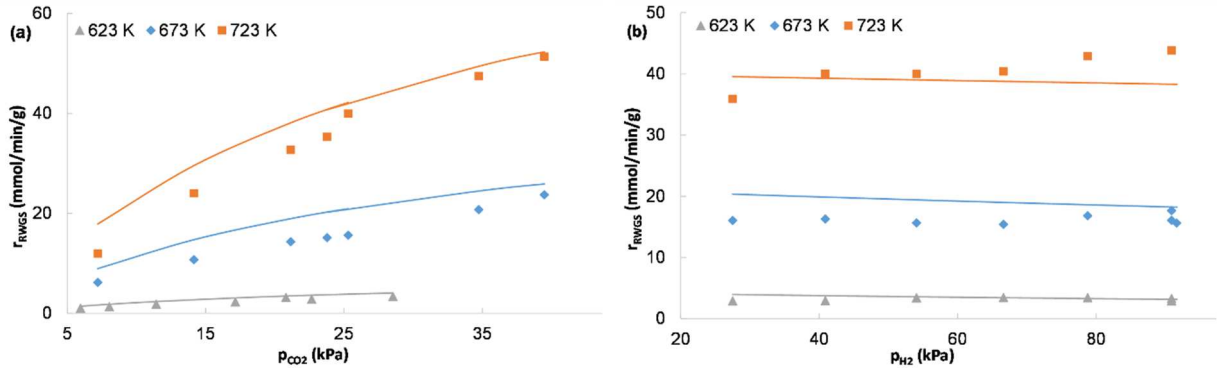 (a)
623 K 673 K 723 K
60
40
20
0
5 15 25 35
r_RWGS (mmol/min/g)
p_CO2 (kPa)
(b)
623 K 673 K 723 K
50
40
30
20
10
0
20 40 60 80
r_RWGS (mmol/min/g)
p_H2 (kPa)